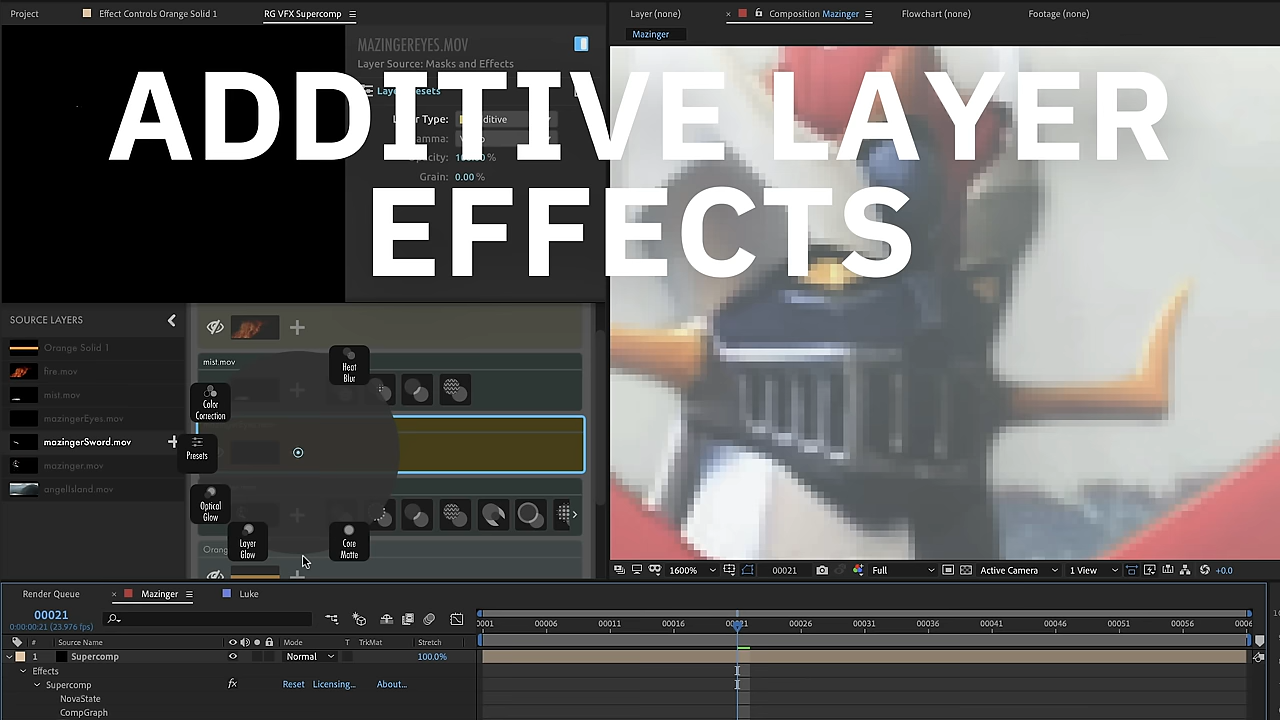 Project
Effect Controls Orange Solid 1
RG VFX Supercomp
Layer (none)
Composition Mazinger
Flowchart (none)
Footage (none)
Mazinger
MAZINGEREYES.MOV
Layer Source: Masks and Effects
ADDITIVE LAYER
EFFECTS
Grain: 0.00 %
SOURCE LAYERS
Orange Solid 1
fire.mov
mist.mov
mazingerEyes.mov
mazingerSword.mov
mazinger.mov
angelIsland.mov
mist.mov
Heat
Blur
Color
Correction
Presets
Optical
Glow
Layer
Glow
Core
Matte
1600%
00021
Full
Active Camera
1 View
+0.0
Render Queue
Mazinger
Luke
00021
0:00:00:21 (23.976 fps)
# Source Name Mode T TrkMat Stretch
0001 00006 00011 00016 00021 00026 00031 00036 00041 00046 00051 00056 0006
1 Supercomp Normal 100.0%
Effects
Supercomp fx Reset Licensing... About...
NovaState
CompGraph